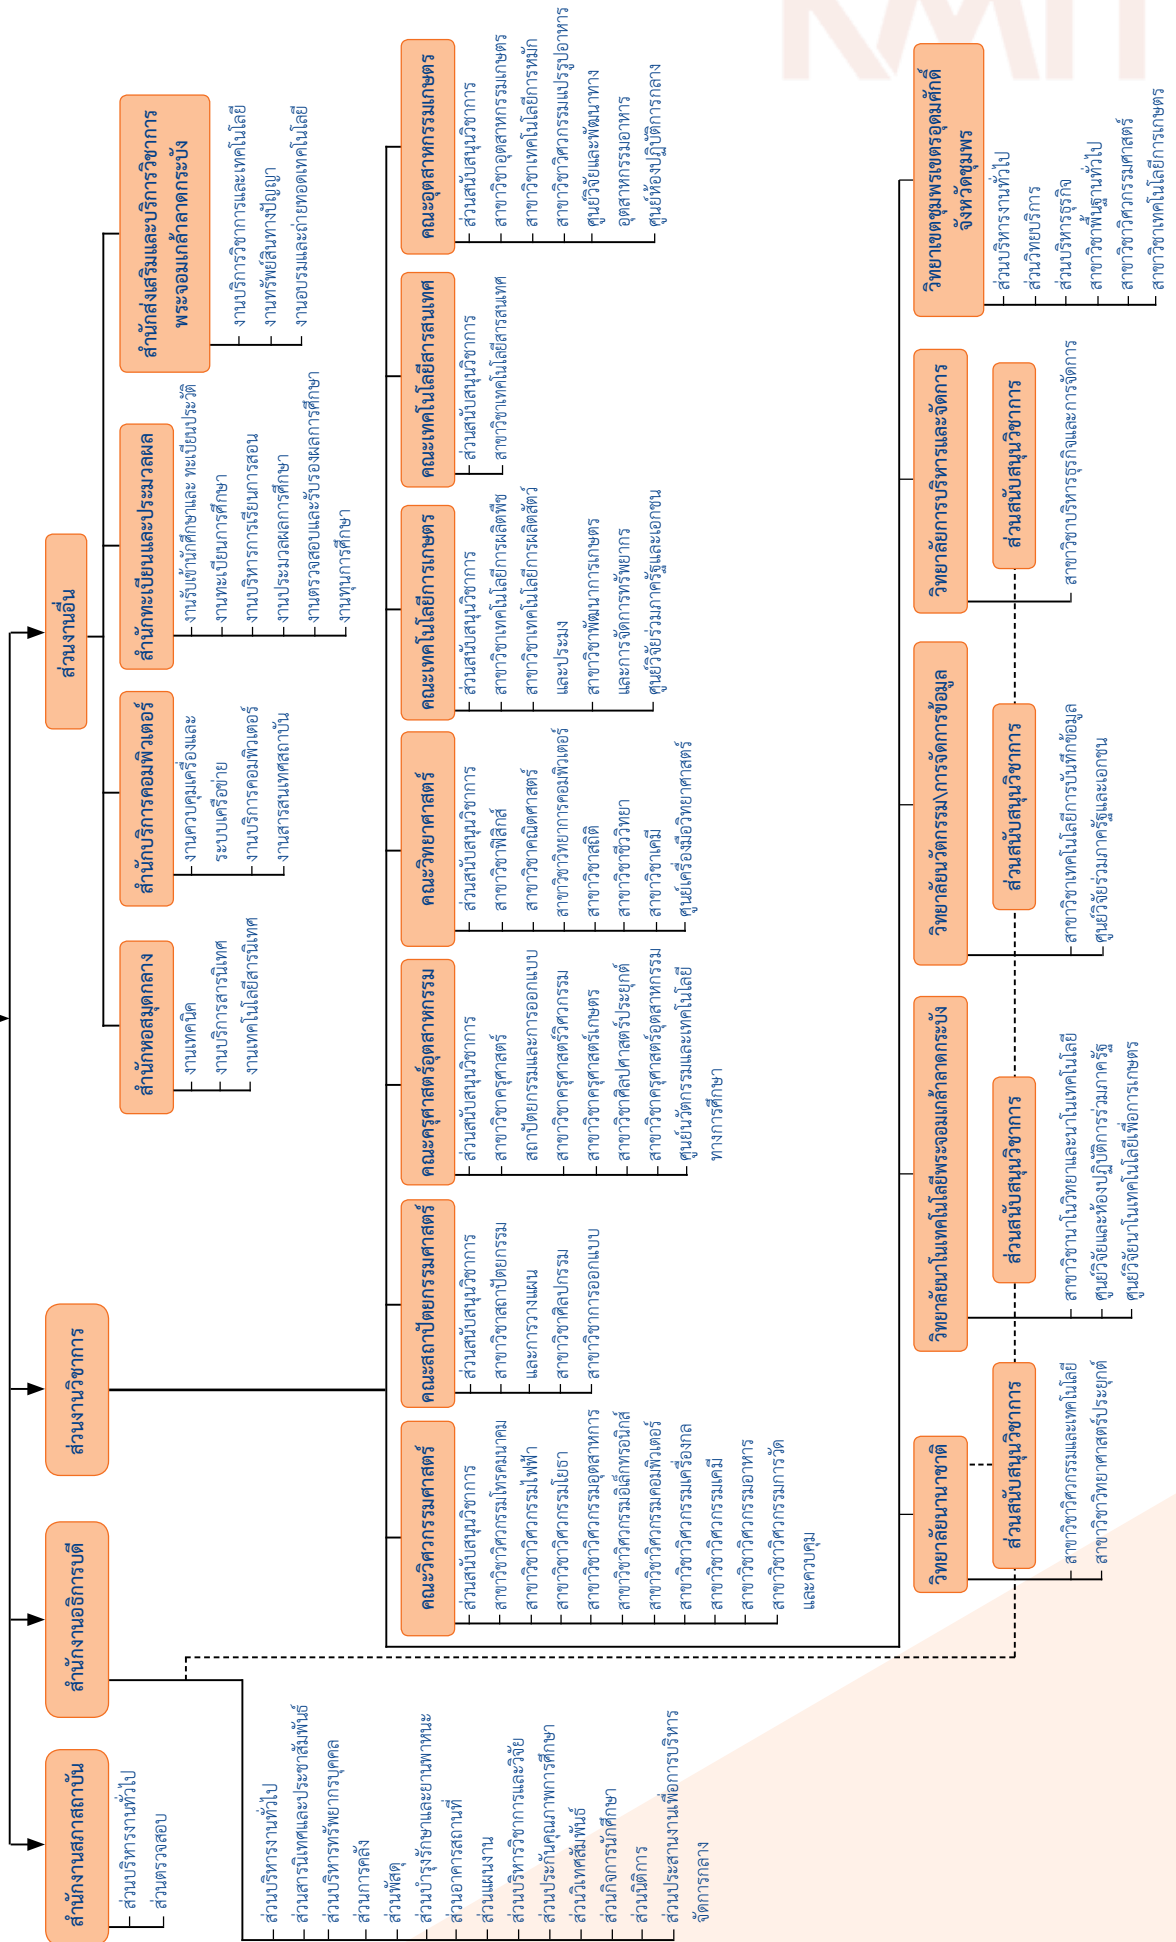 สำนักงานสภาสถาบัน
ส่วนบริหารงานทั่วไป
ส่วนตรวจสอบ
สำนักงานอธิการบดี
ส่วนบริหารงานทั่วไป
ส่วนสารนิเทศและประชาสัมพันธ์
ส่วนบริหารทรัพยากรบุคคล
ส่วนการคลัง
ส่วนพัสดุ
ส่วนบำรุงรักษาและยานพาหนะ
ส่วนอาคารสถานที่
ส่วนแผนงาน
ส่วนบริหารวิชาการและวิจัย
ส่วนประกันคุณภาพการศึกษา
ส่วนวิเทศสัมพันธ์
ส่วนกิจการนักศึกษา
ส่วนนิติการ
ส่วนประสานงานเพื่อการบริหาร
จัดการกลาง
ส่วนงานวิชาการ
ส่วนงานอื่น
สำนักหอสมุดกลาง
งานเทคนิค
งานบริการสารนิเทศ
งานเทคโนโลยีสารนิเทศ
สำนักบริการคอมพิวเตอร์
งานควบคุมเครื่องและ
ระบบเครือข่าย
งานบริการคอมพิวเตอร์
งานสารสนเทศสถาบัน
สำนักทะเบียนและประมวลผล
งานรับเข้านักศึกษาและ ทะเบียนประวัติ
งานทะเบียนการศึกษา
งานบริหารการเรียนการสอน
งานประมวลผลการศึกษา
งานตรวจสอบและรับรองผลการศึกษา
งานทุนการศึกษา
สำนักส่งเสริมและบริการวิชาการ
พระจอมเกล้าลาดกระบัง
งานบริการวิชาการและเทคโนโลยี
งานทรัพย์สินทางปัญญา
งานอบรมและถ่ายทอดเทคโนโลยี
คณะวิศวกรรมศาสตร์
ส่วนสนับสนุนวิชาการ
สาขาวิชาวิศวกรรมโทรคมนาคม
สาขาวิชาวิศวกรรมไฟฟ้า
สาขาวิชาวิศวกรรมโยธา
สาขาวิชาวิศวกรรมอุตสาหการ
สาขาวิชาวิศวกรรมอิเล็กทรอนิกส์
สาขาวิชาวิศวกรรมคอมพิวเตอร์
สาขาวิชาวิศวกรรมเครื่องกล
สาขาวิชาวิศวกรรมเคมี
สาขาวิชาวิศวกรรมอาหาร
สาขาวิชาวิศวกรรมการวัด
และควบคุม
คณะสถาปัตยกรรมศาสตร์
ส่วนสนับสนุนวิชาการ
สาขาวิชาสถาปัตยกรรม
และการวางแผน
สาขาวิชาศิลปกรรม
สาขาวิชาการออกแบบ
คณะครุศาสตร์อุตสาหกรรม
ส่วนสนับสนุนวิชาการ
สาขาวิชาครุศาสตร์
สถาปัตยกรรมและการออกแบบ
สาขาวิชาครุศาสตร์วิศวกรรม
สาขาวิชาครุศาสตร์เกษตร
สาขาวิชาศิลปศาสตร์ประยุกต์
สาขาวิชาครุศาสตร์อุตสาหกรรม
ศูนย์นวัตกรรมและเทคโนโลยี
ทางการศึกษา
คณะวิทยาศาสตร์
ส่วนสนับสนุนวิชาการ
สาขาวิชาฟิสิกส์
สาขาวิชาคณิตศาสตร์
สาขาวิชาวิทยาการคอมพิวเตอร์
สาขาวิชาสถิติ
สาขาวิชาชีววิทยา
สาขาวิชาเคมี
ศูนย์เครื่องมือวิทยาศาสตร์
คณะเทคโนโลยีการเกษตร
ส่วนสนับสนุนวิชาการ
สาขาวิชาเทคโนโลยีการผลิตพืช
สาขาวิชาเทคโนโลยีการผลิตสัตว์
และประมง
สาขาวิชาพัฒนาการเกษตร
และการจัดการทรัพยากร
ศูนย์วิจัยร่วมภาครัฐและเอกชน
คณะเทคโนโลยีสารสนเทศ
ส่วนสนับสนุนวิชาการ
สาขาวิชาเทคโนโลยีสารสนเทศ
คณะอุตสาหกรรมเกษตร
ส่วนสนับสนุนวิชาการ
สาขาวิชาอุตสาหกรรมเกษตร
สาขาวิชาเทคโนโลยีการหมัก
สาขาวิชาวิศวกรรมแปรรูปอาหาร
ศูนย์วิจัยและพัฒนาทาง
อุตสาหกรรมอาหาร
ศูนย์ห้องปฏิบัติการกลาง
วิทยาลัยนานาชาติ
ส่วนสนับสนุนวิชาการ
สาขาวิชาวิศวกรรมและเทคโนโลยี
สาขาวิชาวิทยาศาสตร์ประยุกต์
วิทยาลัยนาโนเทคโนโลยีพระจอมเกล้าลาดกระบัง
ส่วนสนับสนุนวิชาการ
สาขาวิชานาโนวิทยาและนาโนเทคโนโลยี
ศูนย์วิจัยและห้องปฏิบัติการร่วมภาครัฐ
ศูนย์วิจัยนาโนเทคโนโลยีเพื่อการเกษตร
วิทยาลัยนวัตกรรม\การจัดการข้อมูล
ส่วนสนับสนุนวิชาการ
สาขาวิชาเทคโนโลยีการบันทึกข้อมูล
ศูนย์วิจัยร่วมภาครัฐและเอกชน
วิทยาลัยการบริหารและจัดการ
ส่วนสนับสนุนวิชาการ
สาขาวิชาบริหารธุรกิจและการจัดการ
วิทยาเขตชุมพรเขตรอุดมศักดิ์
จังหวัดชุมพร
ส่วนบริหารงานทั่วไป
ส่วนวิทยบริการ
ส่วนบริหารธุรกิจ
สาขาวิชาพื้นฐานทั่วไป
สาขาวิชาวิศวกรรมศาสตร์
สาขาวิชาเทคโนโลยีการเกษตร